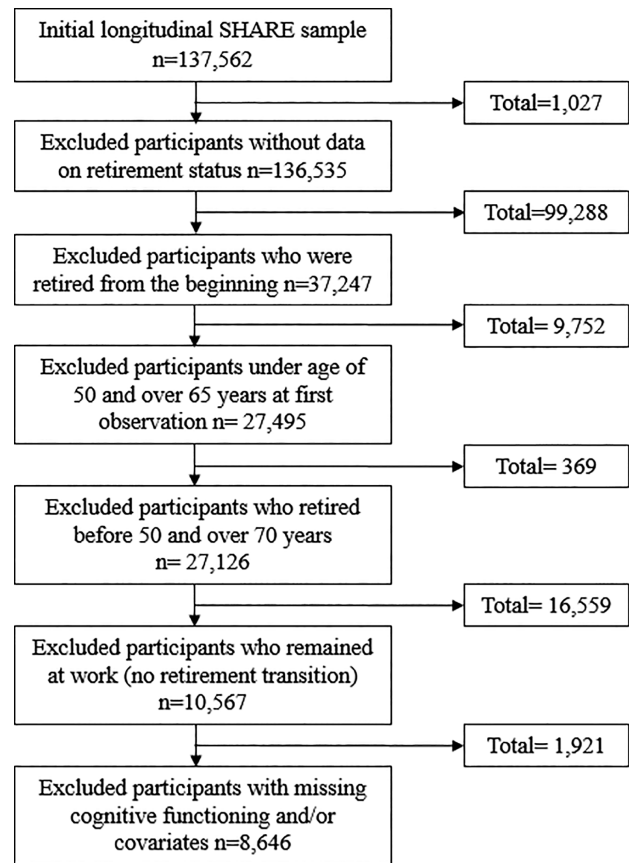 Initial longitudinal SHARE sample
n=137,562
Total=1,027
Excluded participants without data
on retirement status n=136,535
Total=99,288
Excluded participants who were
retired from the beginning n=37,247
Total= 9,752
Excluded participants under age of
50 and over 65 years at first
observation n= 27,495
Total= 369
Excluded participants who retired
before 50 and over 70 years
n= 27,126
Total= 16,559
Excluded participants who remained
at work (no retirement transition)
n=10,567
Total= 1,921
Excluded participants with missing
cognitive functioning and/or
covariates n=8,646